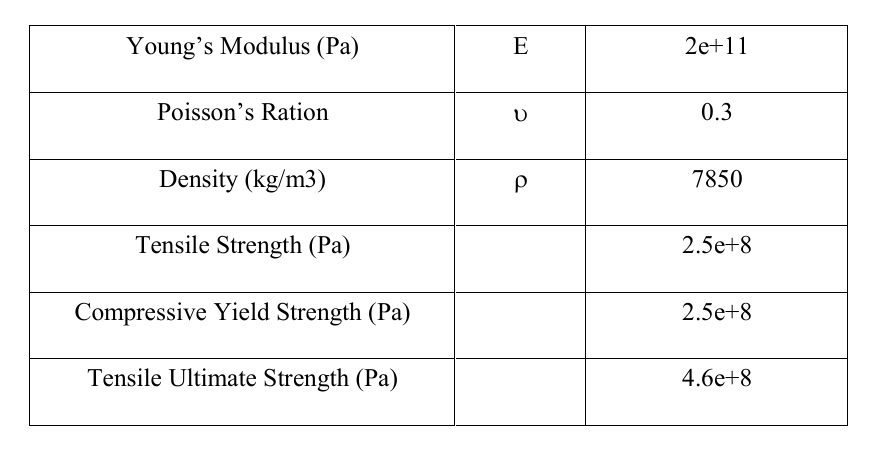 Young’s Modulus (Pa) E 2e+11
Poisson’s Ration υ 0.3
Density (kg/m3) ρ 7850
Tensile Strength (Pa) 2.5e+8
Compressive Yield Strength (Pa) 2.5e+8
Tensile Ultimate Strength (Pa) 4.6e+8